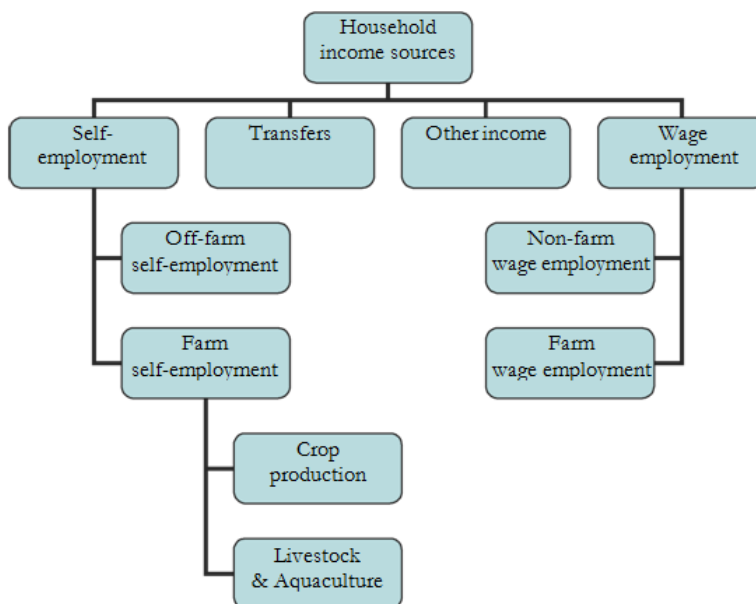 Household
income sources
Self-
employment
Transfers
Other income
Wage
employment
Off-farm
self-employment
Non-farm
wage employment
Farm
self-employment
Farm
wage employment
Crop
production
Livestock
& Aquaculture